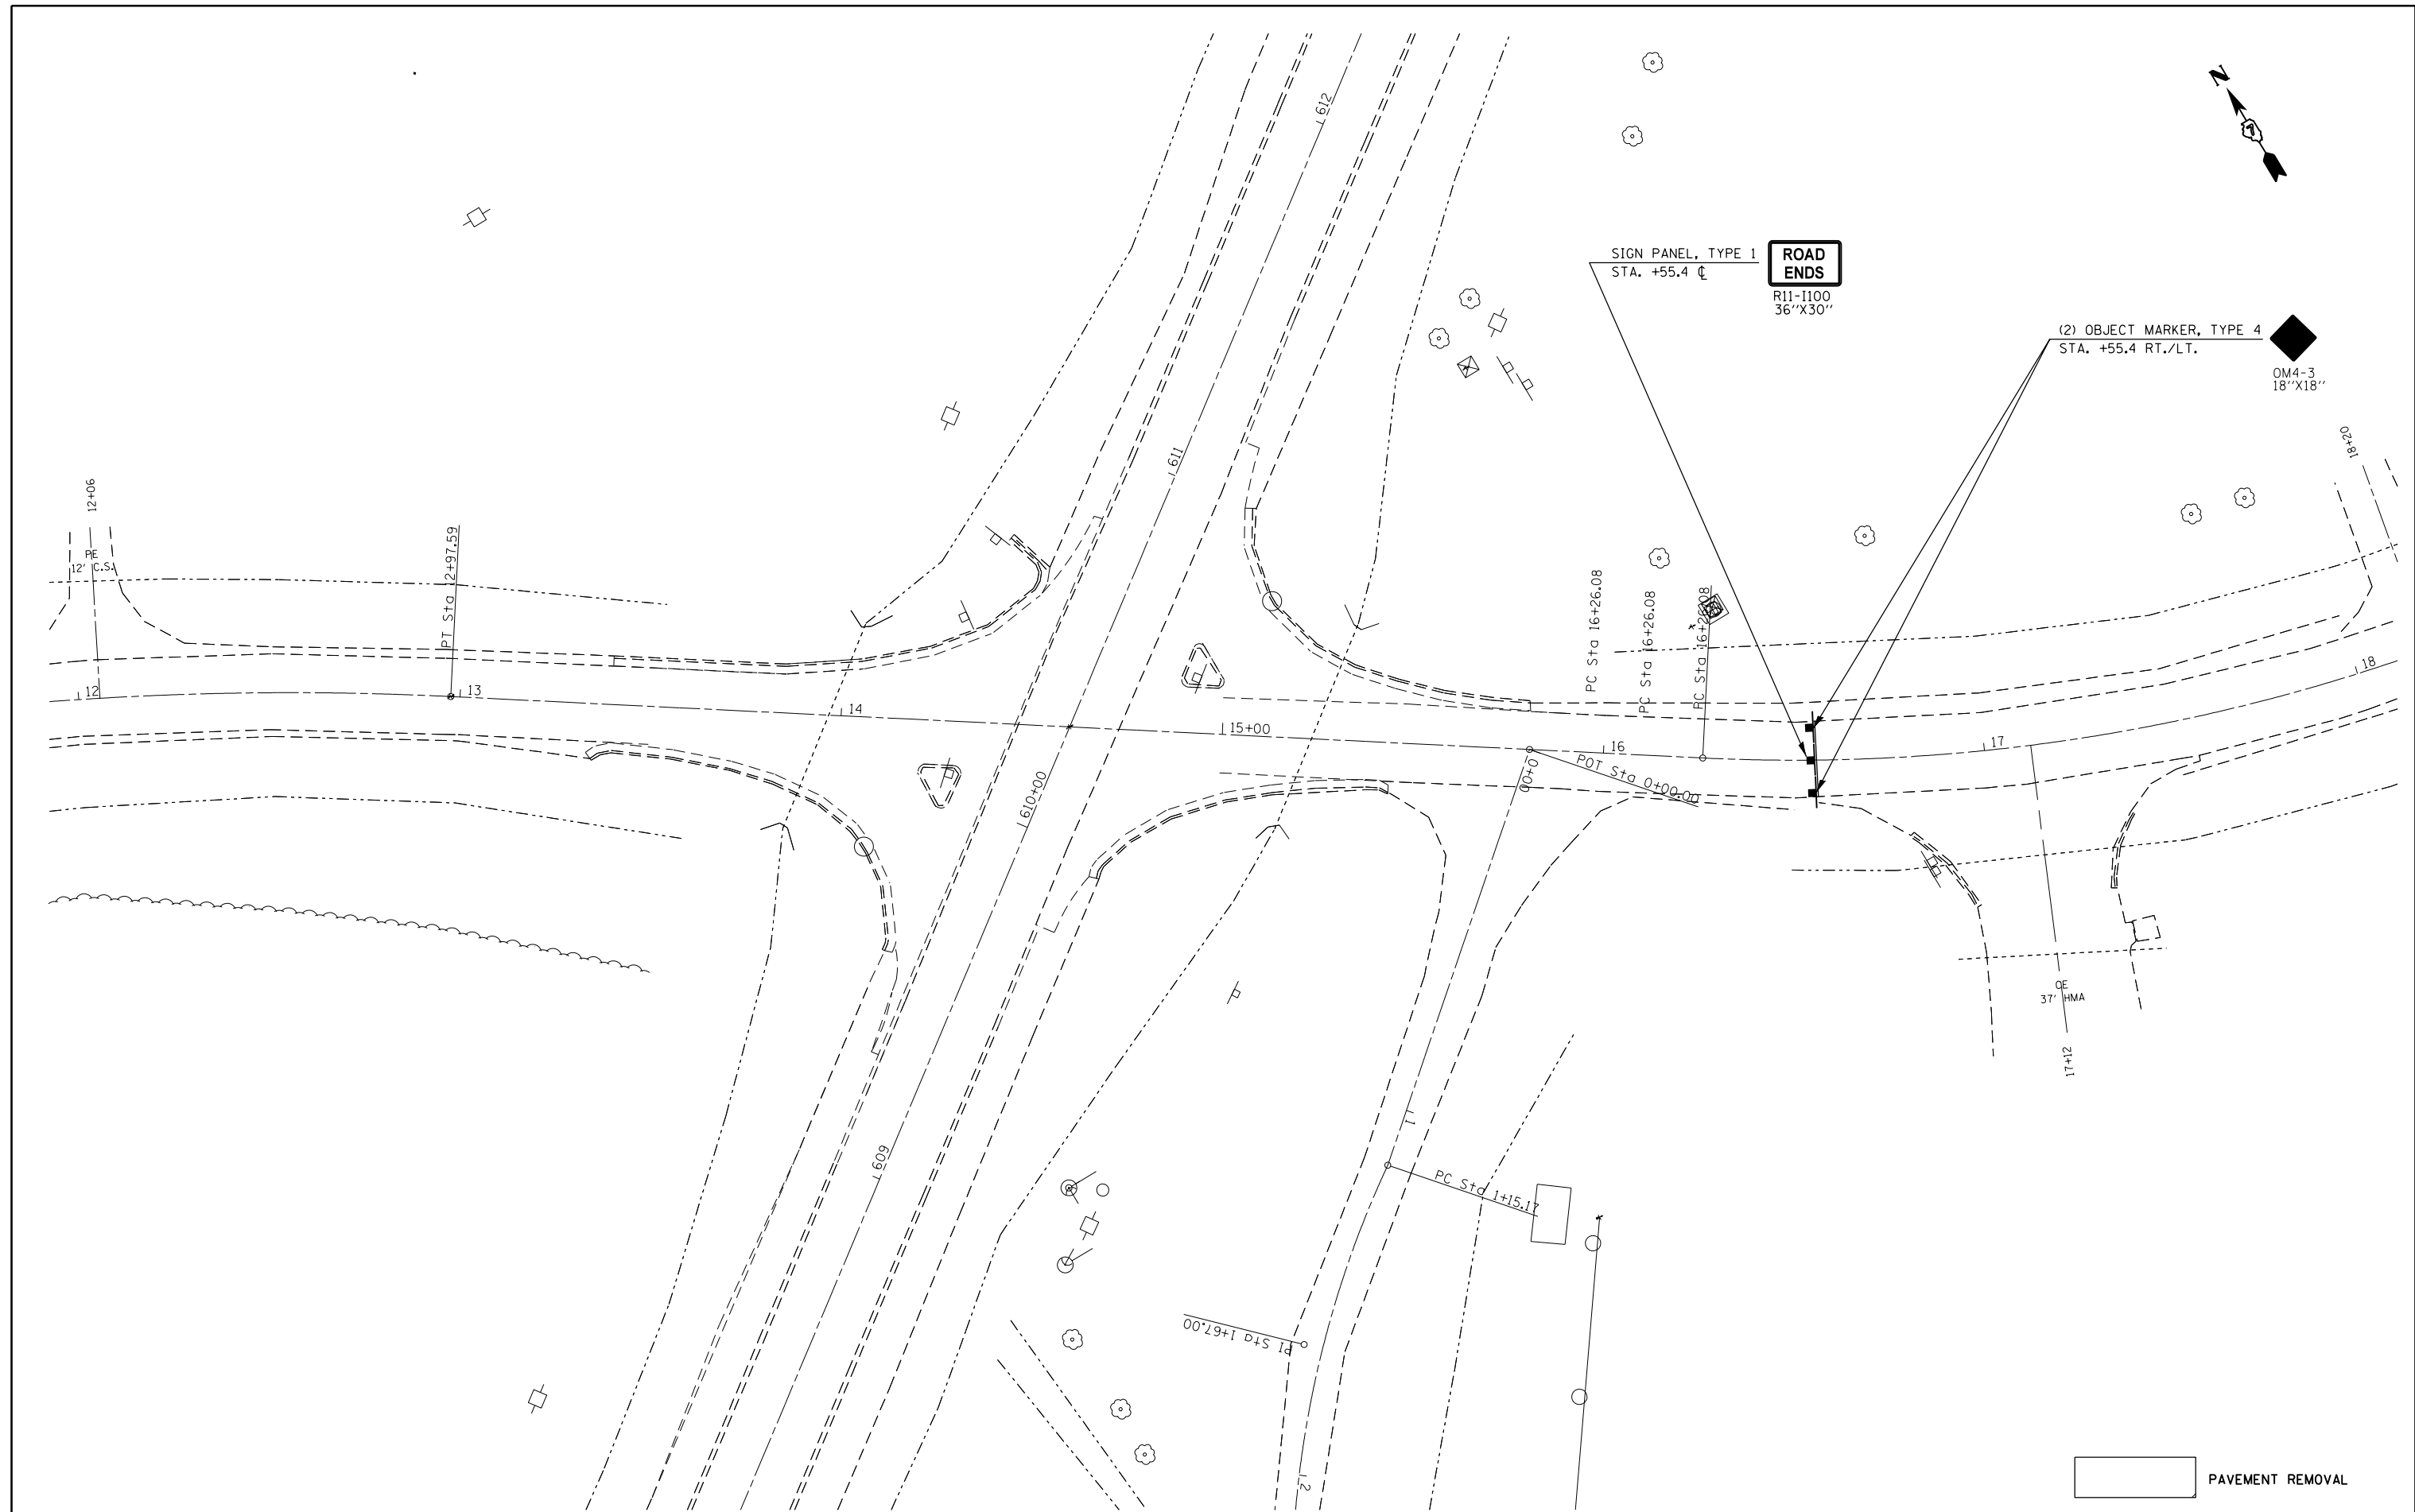 N
612
SIGN PANEL, TYPE 1
STA. +55.4 ℄
ROAD
ENDS
R11-I100
36''X30''
(2) OBJECT MARKER, TYPE 4
STA. +55.4 RT./LT.
OM4-3
18''X18''
18+20
611
12+06
PE
12' C.S.
PT Sta 12+97.59
PC Sta 16+26.08
PC Sta 16+26.08
PC Sta 16+26.08
12
13
14
15+00
16
17
18
POT Sta 0+00.00
0+00
610+00
CE
37' HMA
17+12
1
609
PC Sta 1+15.17
PI Sta 1+67.00
2
PAVEMENT REMOVAL